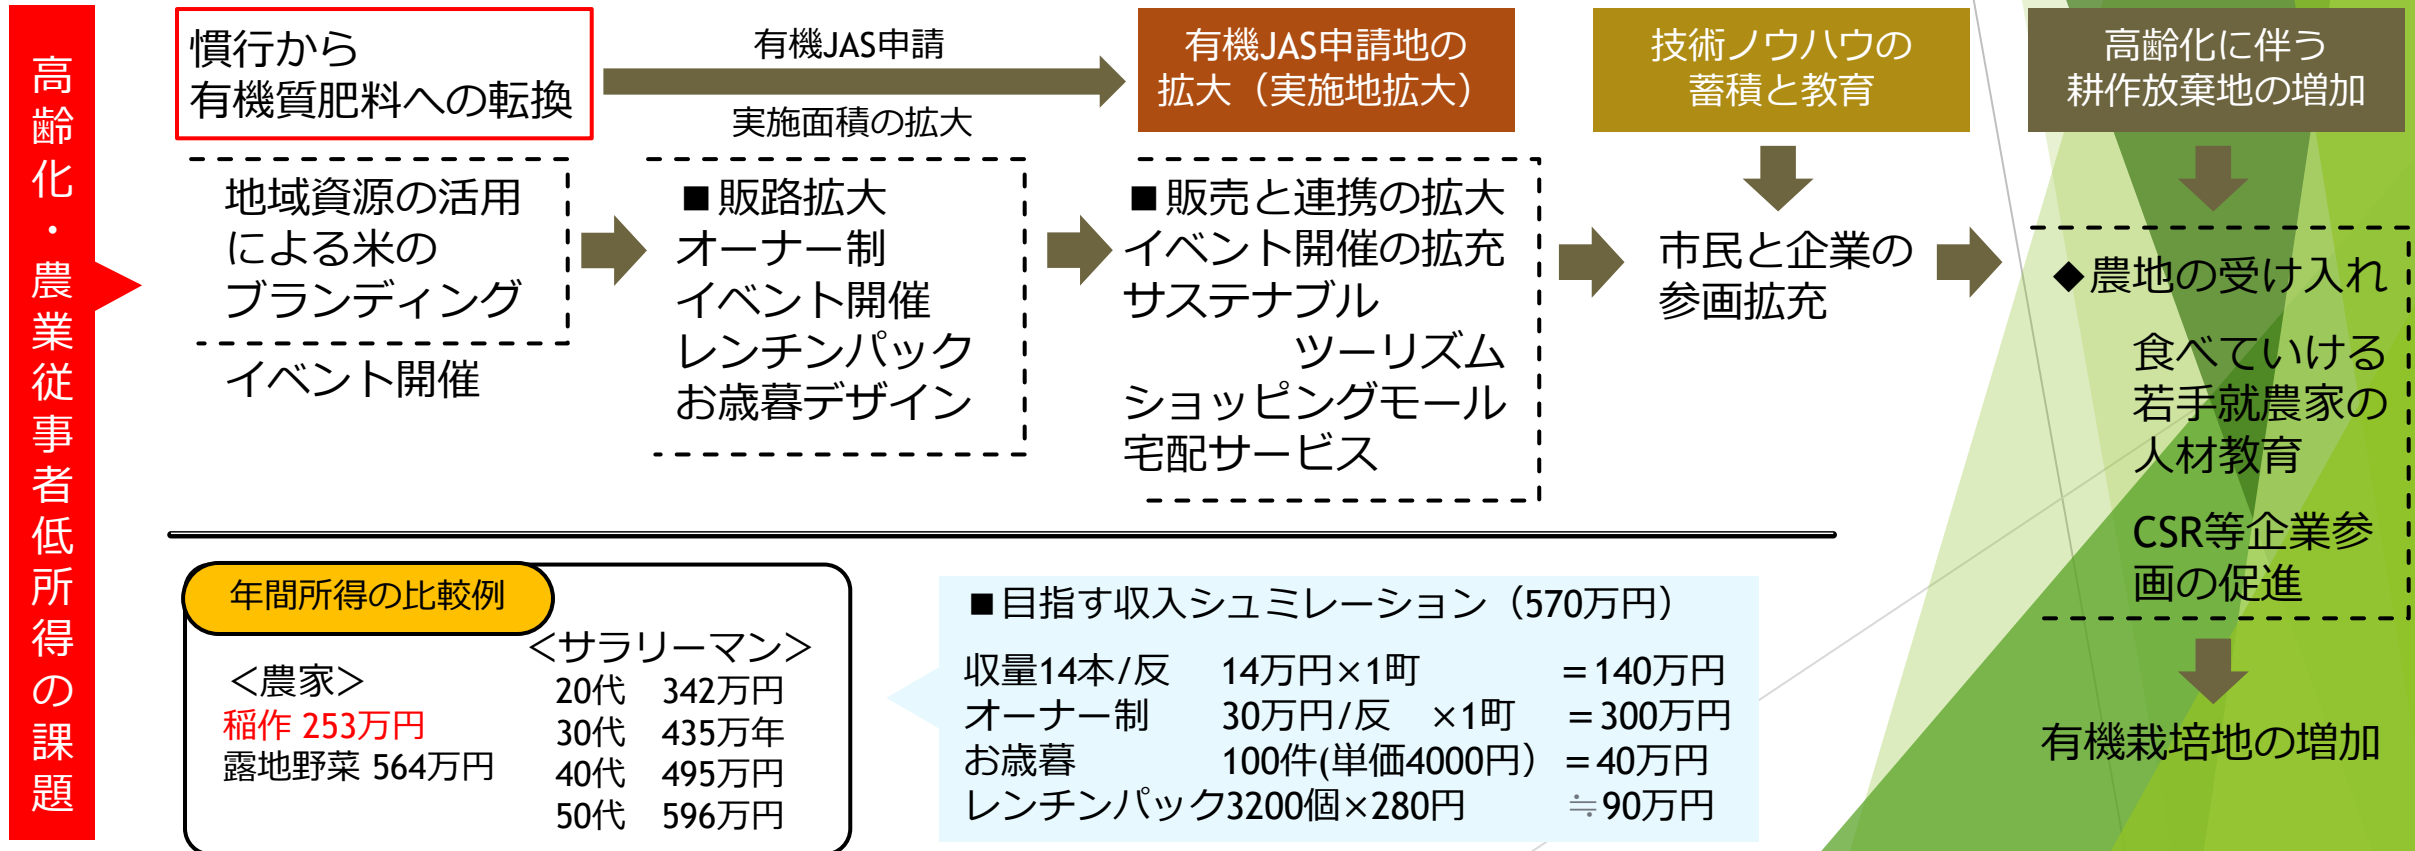 高齢化・農業従事者低所得の課題
慣行から
有機質肥料への転換
有機JAS申請
実施面積の拡大
有機JAS申請地の
拡大（実施地拡大）
技術ノウハウの
蓄積と教育
高齢化に伴う
耕作放棄地の増加
地域資源の活用
による米の
ブランディング
イベント開催
■販路拡大
オーナー制
イベント開催
レンチンパック
お歳暮デザイン
■販売と連携の拡大
イベント開催の拡充
サステナブル
ツーリズム
ショッピングモール
宅配サービス
市民と企業の
参画拡充
◆農地の受け入れ
食べていける
若手就農家の
人材教育
CSR等企業参
画の促進
有機栽培地の増加
年間所得の比較例
＜農家＞
稲作 253万円
露地野菜 564万円
＜サラリーマン＞
20代 342万円
30代 435万年
40代 495万円
50代 596万円
■目指す収入シュミレーション（570万円）
収量14本/反 14万円×1町 ＝140万円
オーナー制 30万円/反 ×1町 ＝300万円
お歳暮 100件(単価4000円） ＝40万円
レンチンパック3200個×280円 ≒90万円